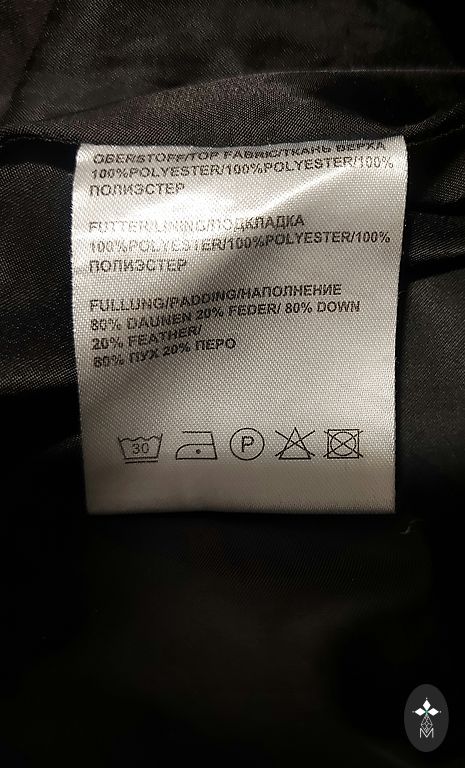 OBERSTOFF/TOP FABRIC/ТКАНЬ ВЕРХА
100%POLYESTER/100%POLYESTER/100%
ПОЛИЭСТЕР
FUTTER/LINING/ПОДКЛАДКА
100%POLYESTER/100%POLYESTER/100%
ПОЛИЭСТЕР
FULLUNG/PADDING/НАПОЛНЕНИЕ
80% DAUNEN 20% FEDER/ 80% DOWN
20% FEATHER/
80% ПУХ 20% ПЕРО
30 P
M